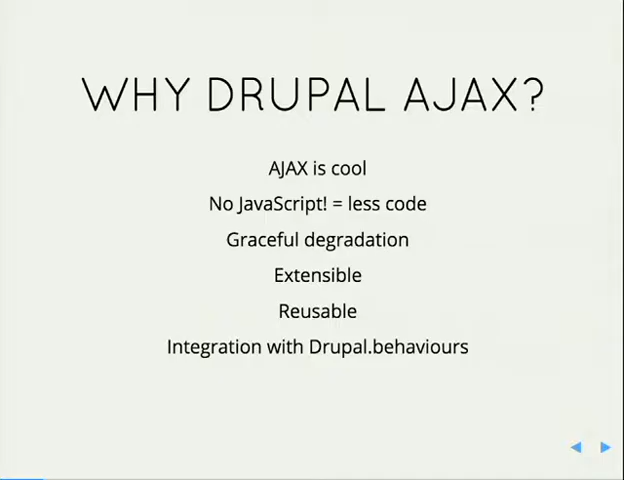 WHY DRUPAL AJAX?
AJAX is cool
No JavaScript! = less code
Graceful degradation
Extensible
Reusable
Integration with Drupal.behaviours